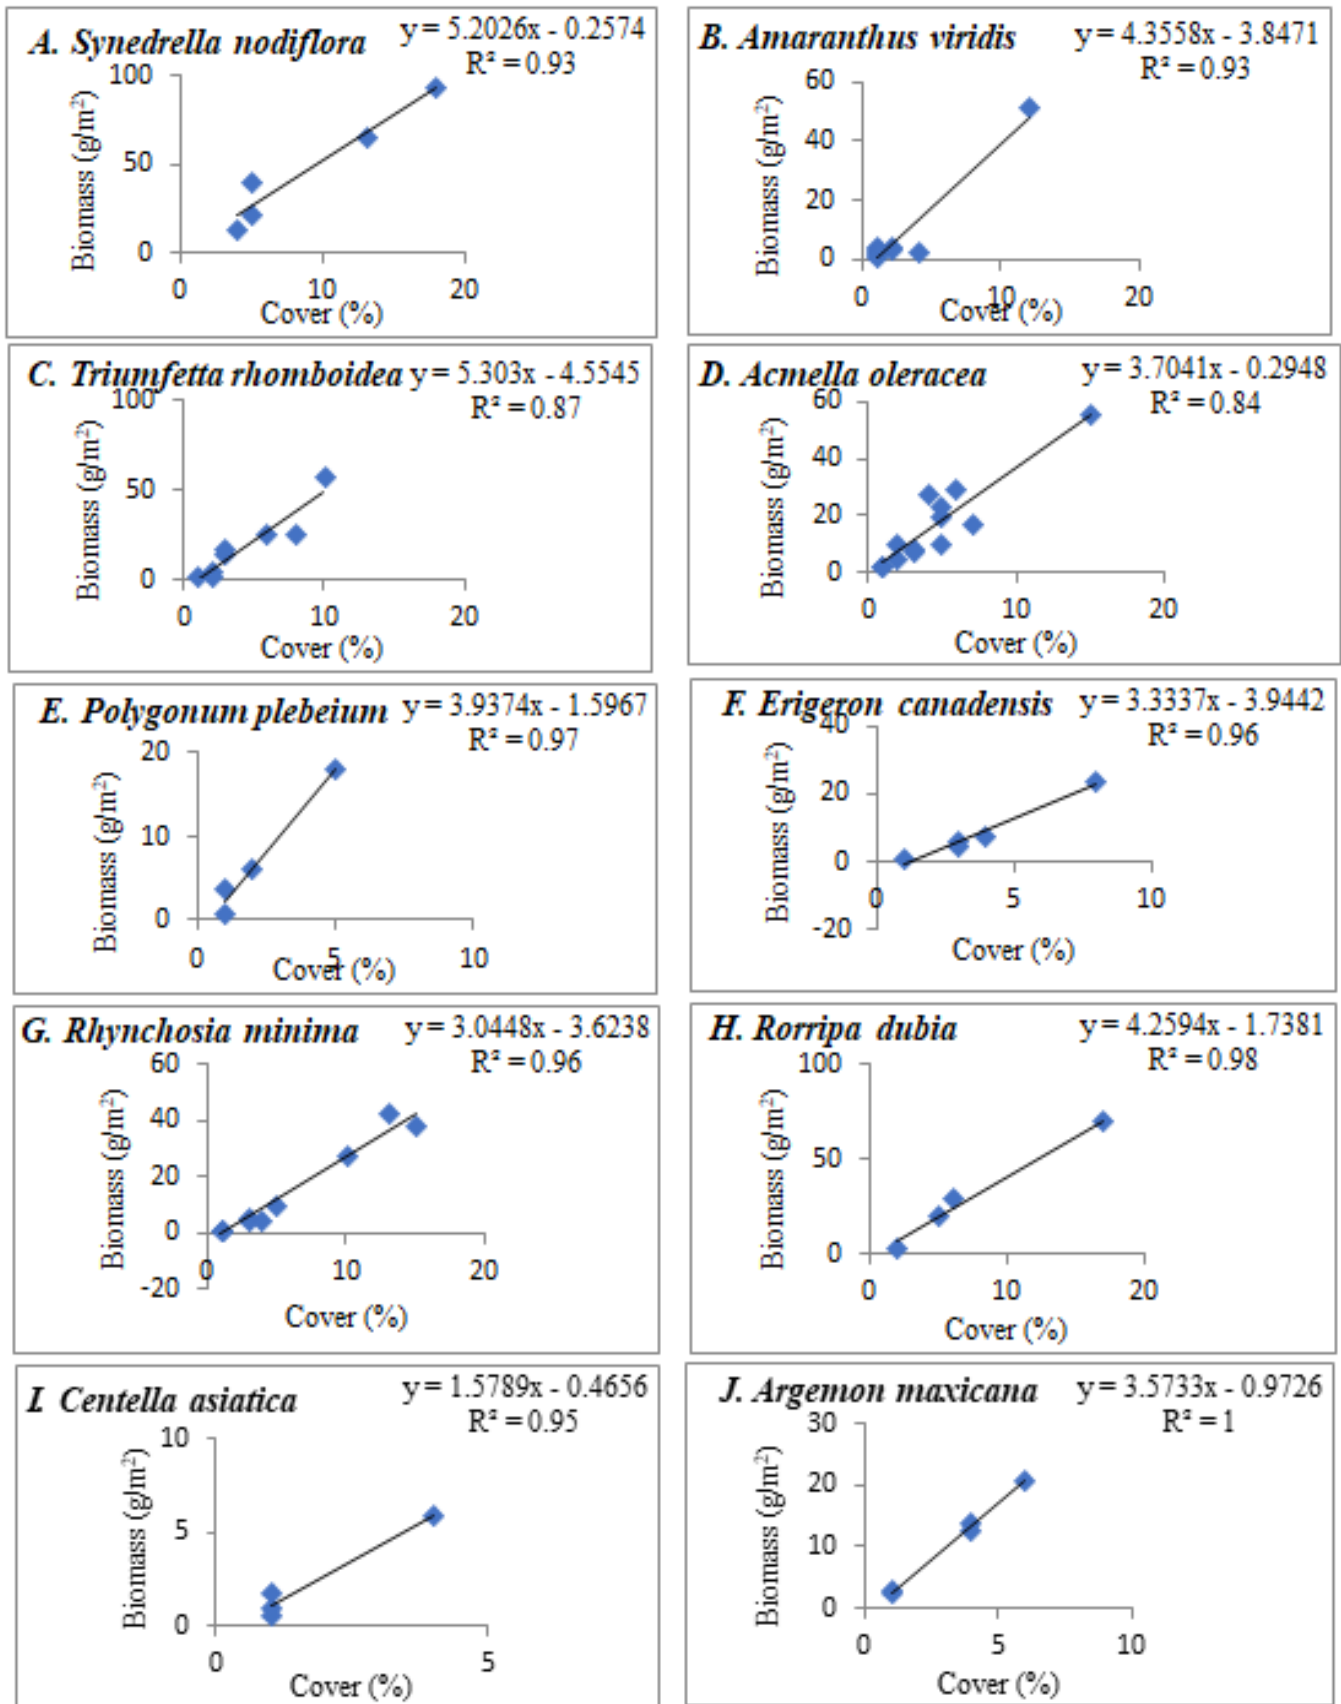 A. Synedrella nodiflora
y = 5.2026x - 0.2574
R² = 0.93
100
50
0
0 10 20
Biomass (g/m²)
Cover (%)
B. Amaranthus viridis
y = 4.3558x - 3.8471
R² = 0.93
60
40
20
0
0 10 20
Biomass (g/m²)
Cover (%)
C. Triumfetta rhomboidea
y = 5.303x - 4.5545
R² = 0.87
100
50
0
0 10 20
Biomass (g/m²)
Cover (%)
D. Acmella oleracea
y = 3.7041x - 0.2948
R² = 0.84
60
40
20
0
0 10 20
Biomass (g/m²)
Cover (%)
E. Polygonum plebeium
y = 3.9374x - 1.5967
R² = 0.97
20
10
0
0 5 10
Biomass (g/m²)
Cover (%)
F. Erigeron canadensis
y = 3.3337x - 3.9442
R² = 0.96
40
20
0
-20
0 5 10
Biomass (g/m²)
Cover (%)
G. Rhynchosia minima
y = 3.0448x - 3.6238
R² = 0.96
60
40
20
0
-20
0 10 20
Biomass (g/m²)
Cover (%)
H. Rorripa dubia
y = 4.2594x - 1.7381
R² = 0.98
100
50
0
0 10 20
Biomass (g/m²)
Cover (%)
I. Centella asiatica
y = 1.5789x - 0.4656
R² = 0.95
10
5
0
0 5
Biomass (g/m²)
Cover (%)
J. Argemon maxicana
y = 3.5733x - 0.9726
R² = 1
30
20
10
0
0 5 10
Biomass (g/m²)
Cover (%)